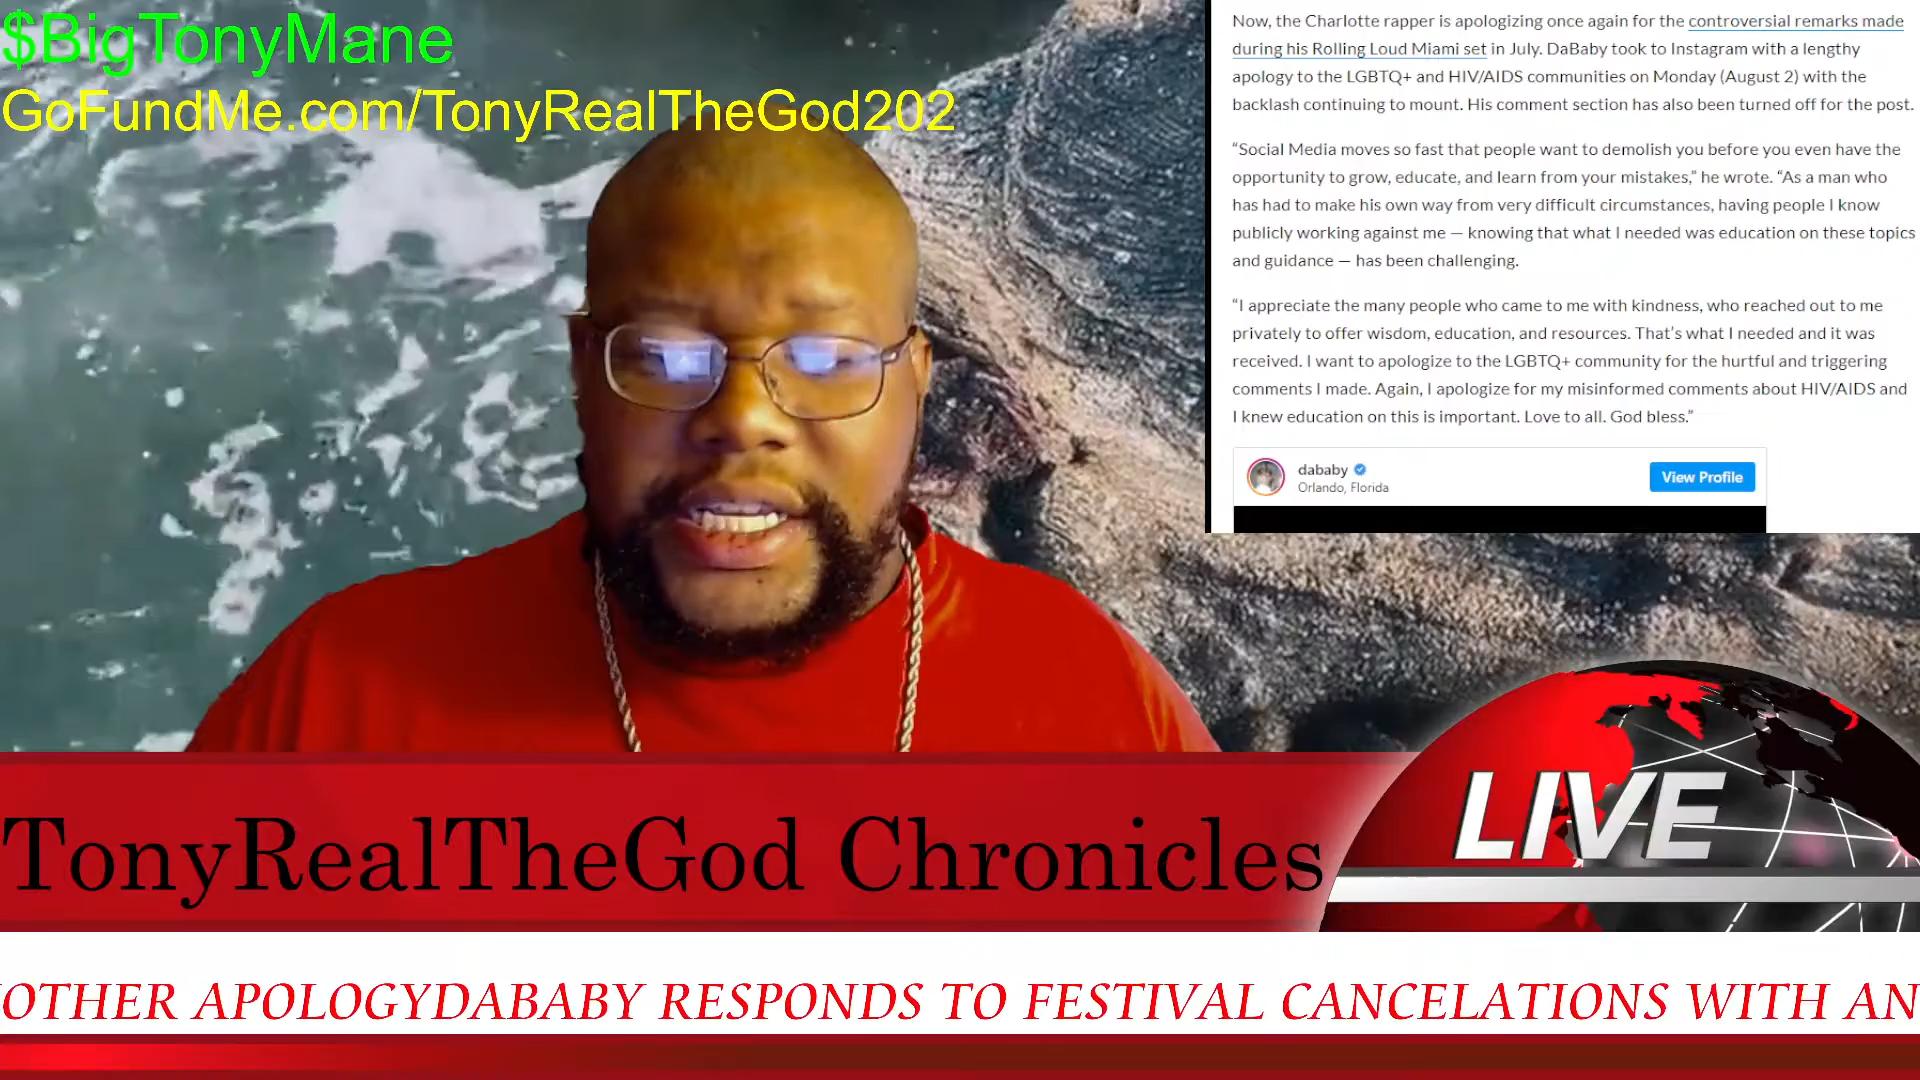 $BigTonyMane
GoFundMe.com/TonyRealTheGod202
Now, the Charlotte rapper is apologizing once again for the controversial remarks made
during his Rolling Loud Miami set in July. DaBaby took to Instagram with a lengthy
apology to the LGBTQ+ and HIV/AIDS communities on Monday (August 2) with the
backlash continuing to mount. His comment section has also been turned off for the post.
“Social Media moves so fast that people want to demolish you before you even have the
opportunity to grow, educate, and learn from your mistakes,” he wrote. “As a man who
has had to make his own way from very difficult circumstances, having people I know
publicly working against me — knowing that what I needed was education on these topics
and guidance — has been challenging.
“I appreciate the many people who came to me with kindness, who reached out to me
privately to offer wisdom, education, and resources. That’s what I needed and it was
received. I want to apologize to the LGBTQ+ community for the hurtful and triggering
comments I made. Again, I apologize for my misinformed comments about HIV/AIDS and
I knew education on this is important. Love to all. God bless.”
dababy
Orlando, Florida
View Profile
LIVE
TonyRealTheGod Chronicles
OTHER APOLOGYDABABY RESPONDS TO FESTIVAL CANCELATIONS WITH AN